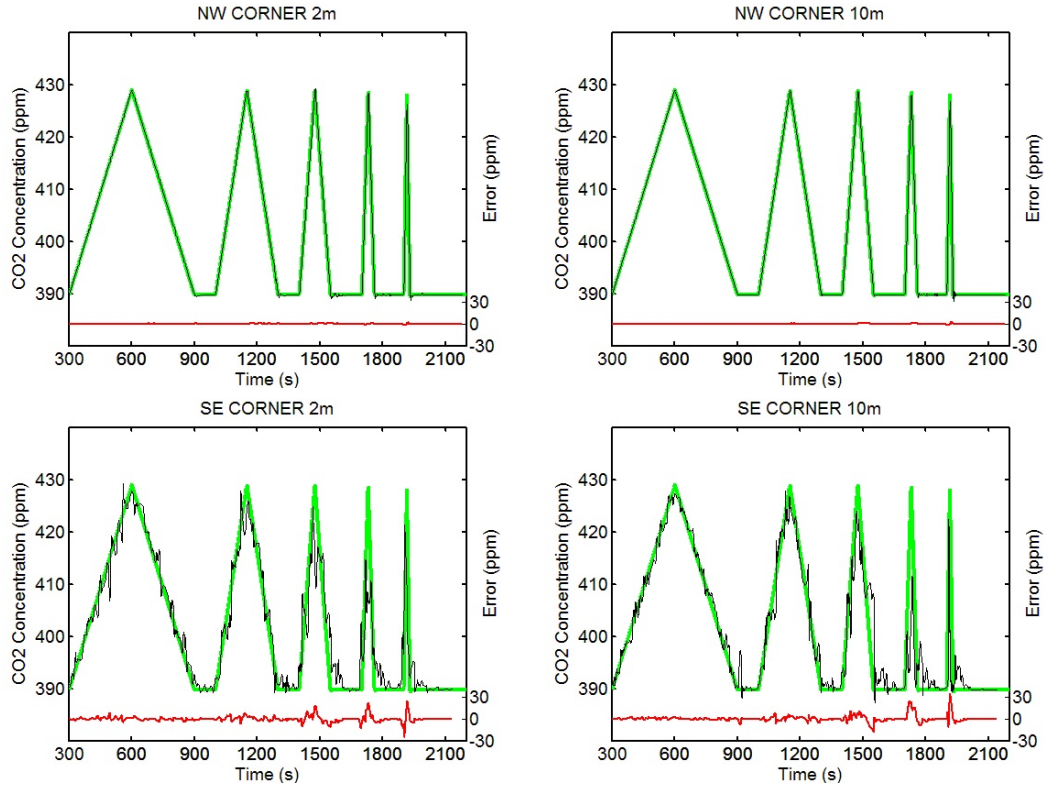 NW CORNER 2m
CO2 Concentration (ppm)
430
420
410
400
390
Error (ppm)
30
0
-30
300 600 900 1200 1500 1800 2100
Time (s)
NW CORNER 10m
CO2 Concentration (ppm)
430
420
410
400
390
Error (ppm)
30
0
-30
300 600 900 1200 1500 1800 2100
Time (s)
SE CORNER 2m
CO2 Concentration (ppm)
430
420
410
400
390
Error (ppm)
30
0
-30
300 600 900 1200 1500 1800 2100
Time (s)
SE CORNER 10m
CO2 Concentration (ppm)
430
420
410
400
390
Error (ppm)
30
0
-30
300 600 900 1200 1500 1800 2100
Time (s)